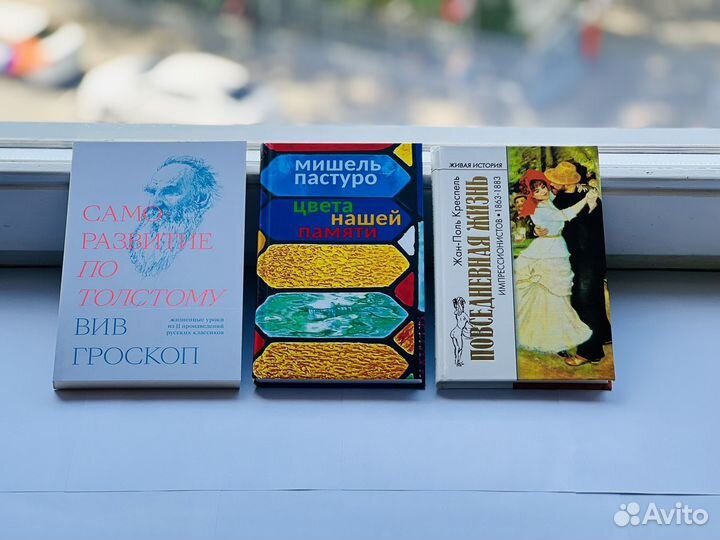 САМО
РАЗВИТИЕ
ПО
ТОЛСТОМУ
жизненные уроки
из 11 произведений
русских классиков
ВИВ
ГРОСКОП
мишель
пастуро
цвета
нашей
памяти
ЖИВАЯ ИСТОРИЯ
Жан-Поль Креспель
ПОВСЕДНЕВНАЯ ЖИЗНЬ
ИМПРЕССИОНИСТОВ • 1863-1883
Avito